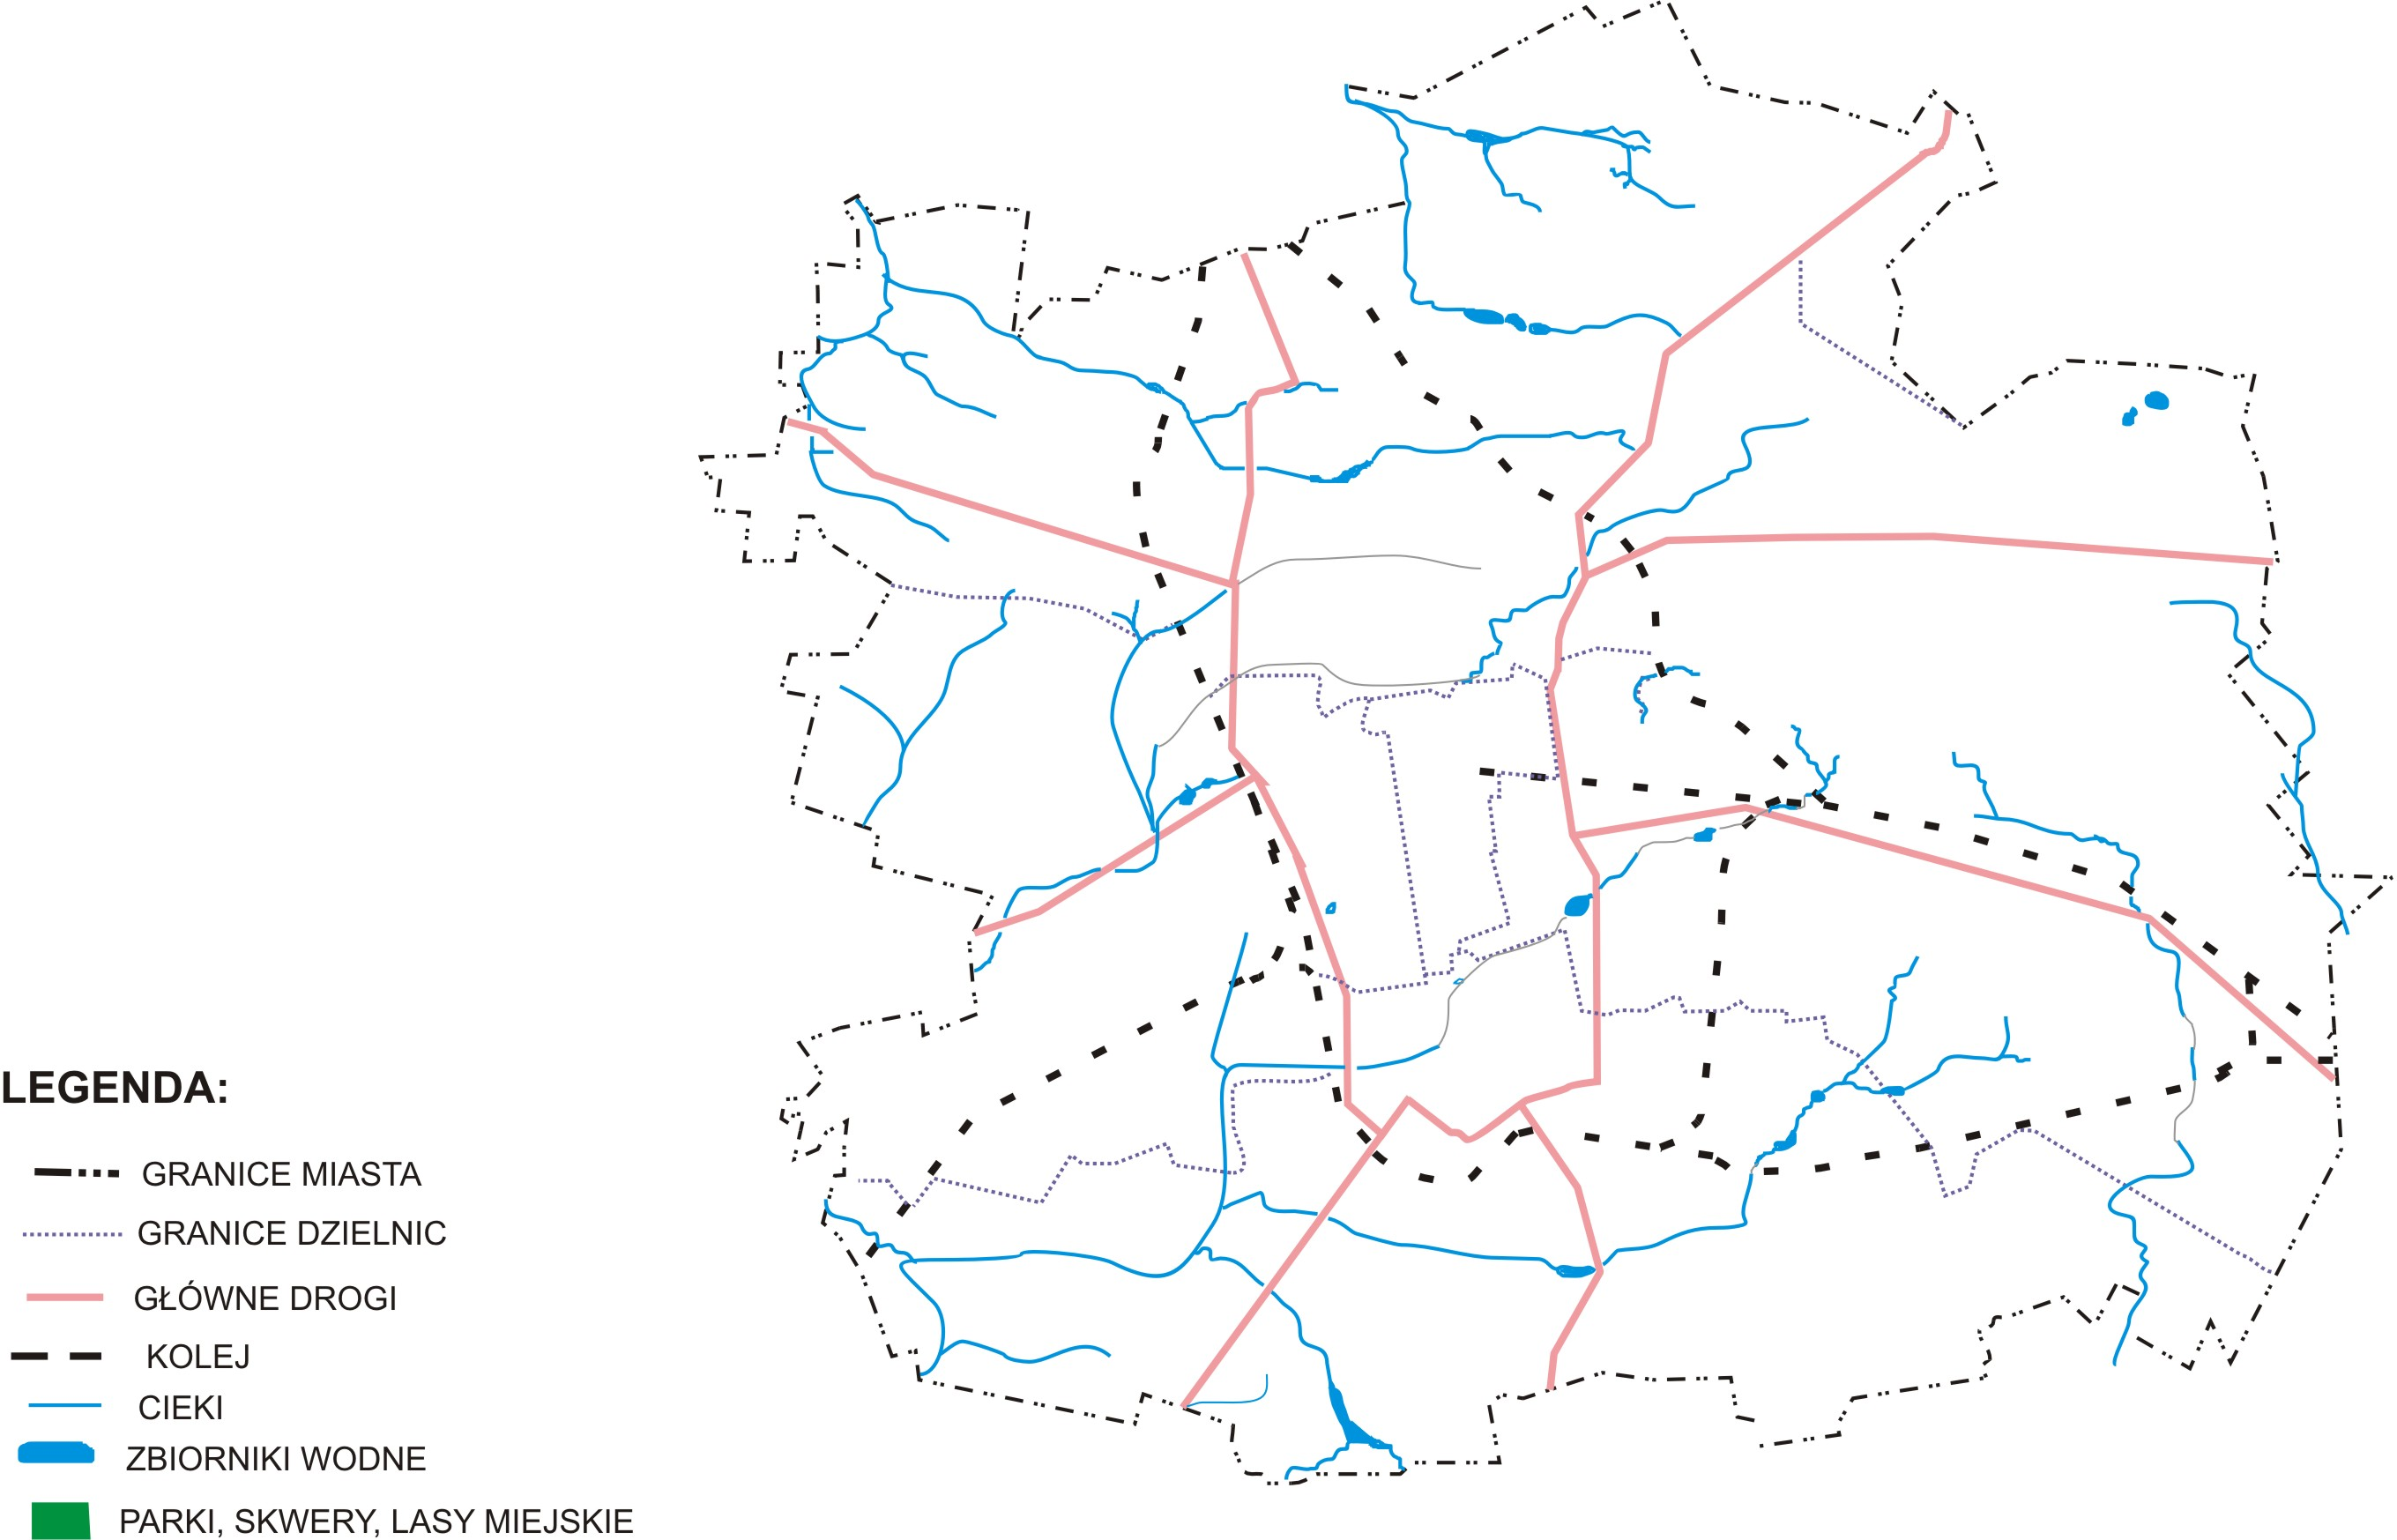 LEGENDA:
GRANICE MIASTA
GRANICE DZIELNIC
GŁÓWNE DROGI
KOLEJ
CIEKI
ZBIORNIKI WODNE
PARKI, SKWERY, LASY MIEJSKIE